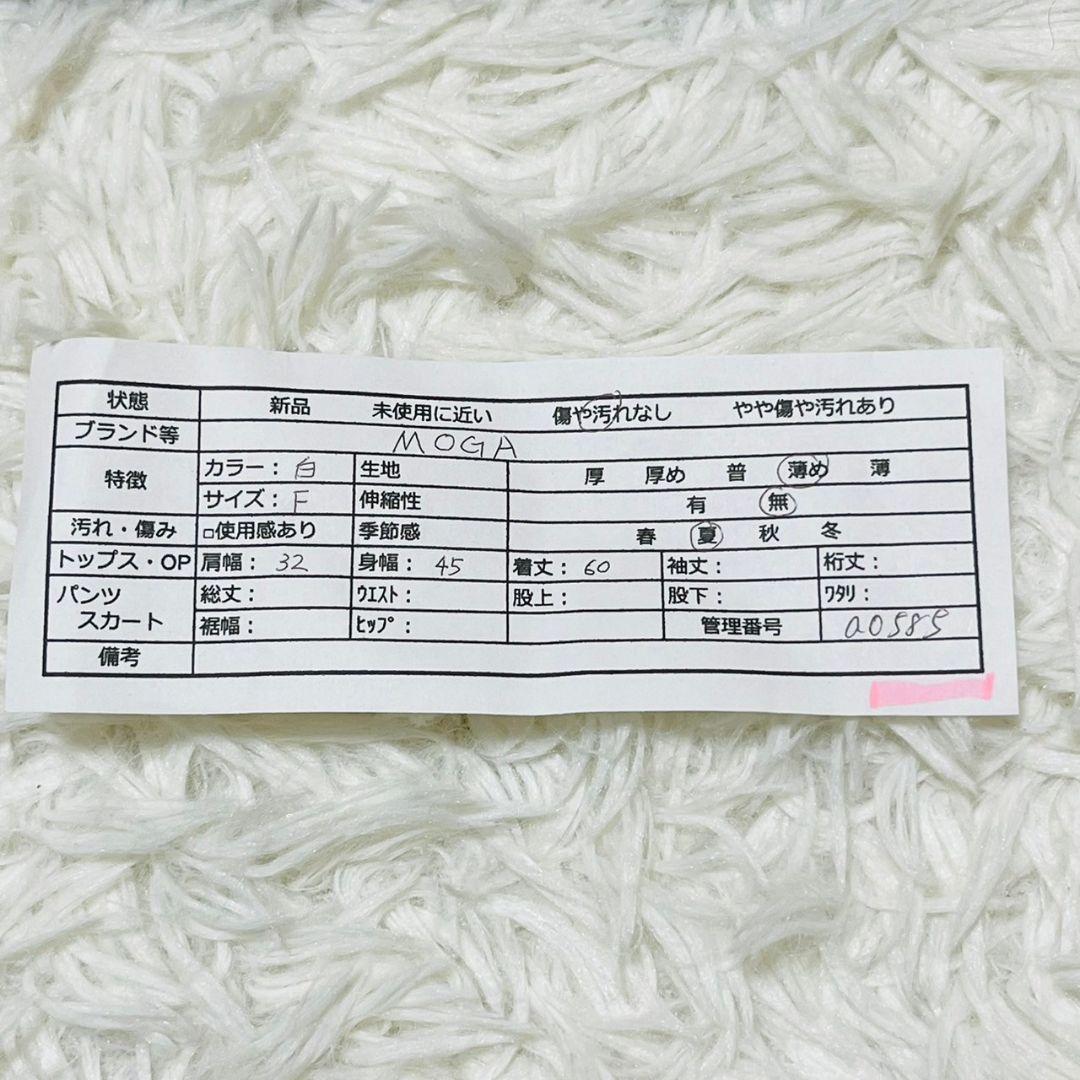 状態 新品 未使用に近い 傷や汚れなし やや傷や汚れあり
ブランド等 MOGA
特徴 カラー： 白 生地 厚 厚め 普 薄め 薄
サイズ： F 伸縮性 有 無
汚れ・傷み □使用感あり 季節感 春 夏 秋 冬
トップス・OP 肩幅： 32 身幅： 45 着丈： 60 袖丈： 裄丈：
パンツ 総丈： ｳｴｽﾄ： 股上： 股下： ﾜﾀﾘ：
スカート 裾幅： ﾋｯﾌﾟ： 管理番号 a0585
備考